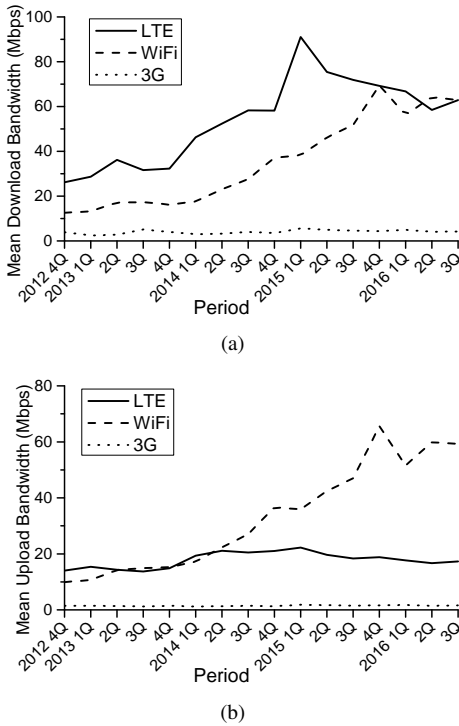 Mean Download Bandwidth (Mbps)
100
80
60
40
20
0
LTE
WiFi
3G
2012 4Q
2013 1Q
2Q
3Q
4Q
2014 1Q
2Q
3Q
4Q
2015 1Q
2Q
3Q
4Q
2016 1Q
2Q
3Q
Period
(a)
Mean Upload Bandwidth (Mbps)
80
60
40
20
0
LTE
WiFi
3G
2012 4Q
2013 1Q
2Q
3Q
4Q
2014 1Q
2Q
3Q
4Q
2015 1Q
2Q
3Q
4Q
2016 1Q
2Q
3Q
Period
(b)